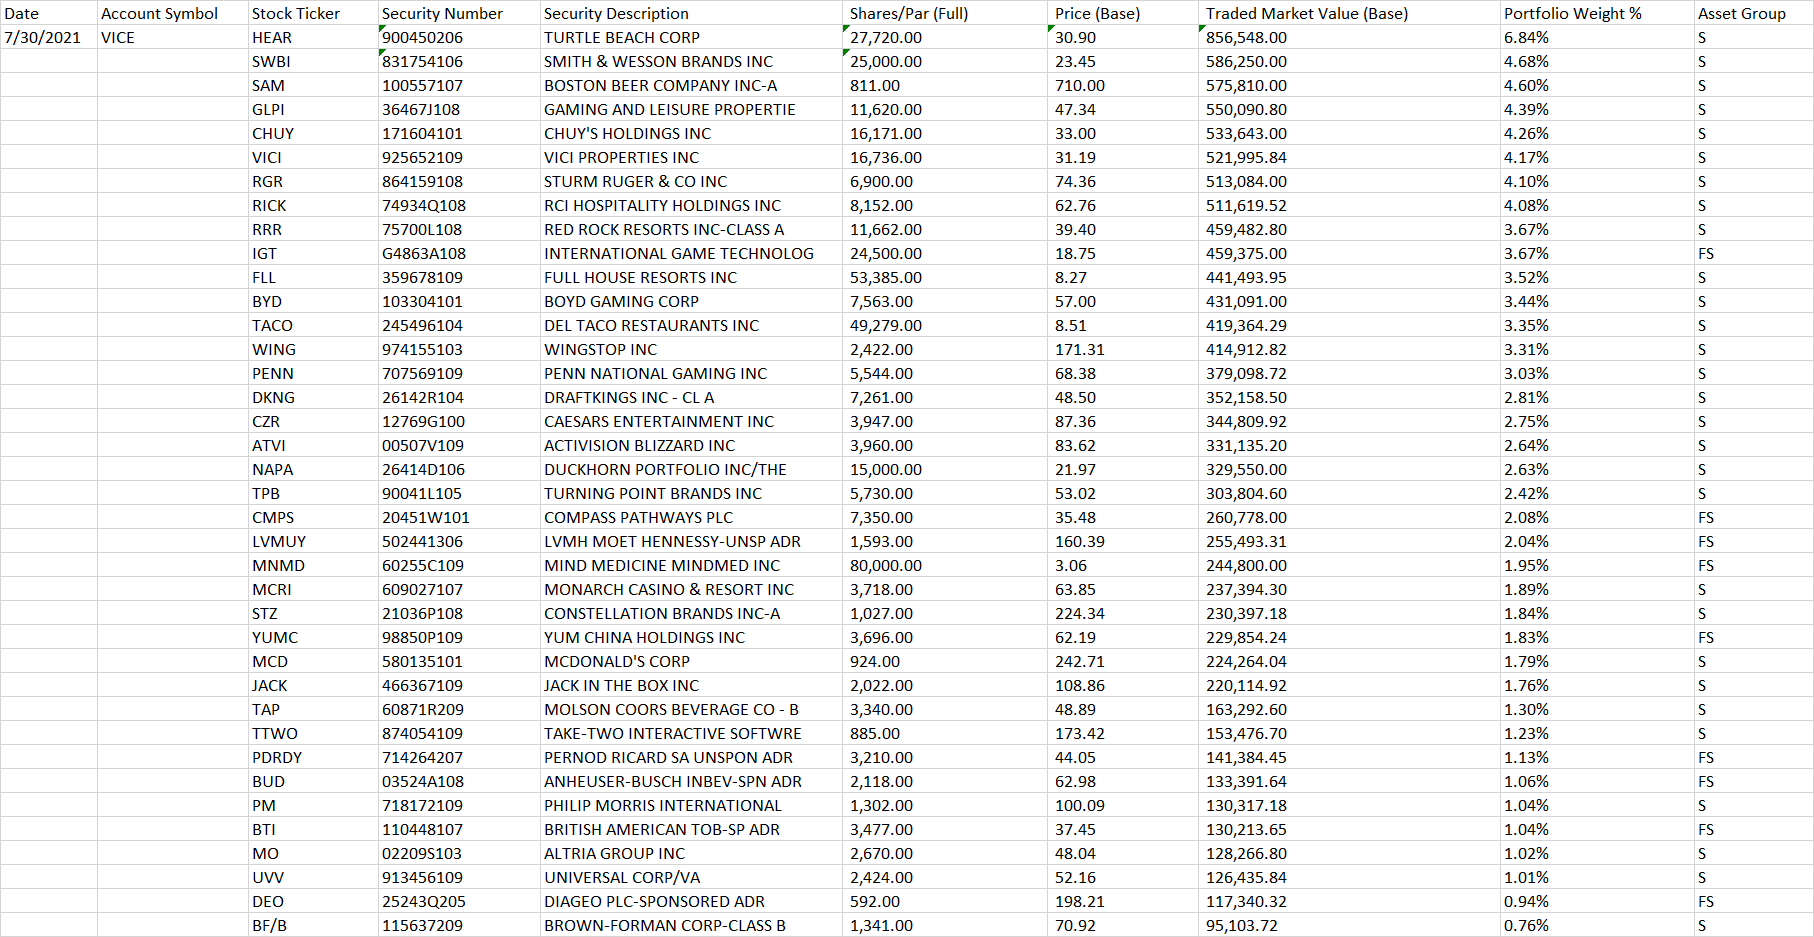 Date Account Symbol Stock Ticker Security Number Security Description Shares/Par (Full) Price (Base) Traded Market Value (Base) Portfolio Weight % Asset Group
7/30/2021 VICE HEAR 900450206 TURTLE BEACH CORP 27,720.00 30.90 856,548.00 6.84% S
SWBI 831754106 SMITH & WESSON BRANDS INC 25,000.00 23.45 586,250.00 4.68% S
SAM 100557107 BOSTON BEER COMPANY INC-A 811.00 710.00 575,810.00 4.60% S
GLPI 36467J108 GAMING AND LEISURE PROPERTIE 11,620.00 47.34 550,090.80 4.39% S
CHUY 171604101 CHUY'S HOLDINGS INC 16,171.00 33.00 533,643.00 4.26% S
VICI 925652109 VICI PROPERTIES INC 16,736.00 31.19 521,995.84 4.17% S
RGR 864159108 STURM RUGER & CO INC 6,900.00 74.36 513,084.00 4.10% S
RICK 74934Q108 RCI HOSPITALITY HOLDINGS INC 8,152.00 62.76 511,619.52 4.08% S
RRR 75700L108 RED ROCK RESORTS INC-CLASS A 11,662.00 39.40 459,482.80 3.67% S
IGT G4863A108 INTERNATIONAL GAME TECHNOLOG 24,500.00 18.75 459,375.00 3.67% FS
FLL 359678109 FULL HOUSE RESORTS INC 53,385.00 8.27 441,493.95 3.52% S
BYD 103304101 BOYD GAMING CORP 7,563.00 57.00 431,091.00 3.44% S
TACO 245496104 DEL TACO RESTAURANTS INC 49,279.00 8.51 419,364.29 3.35% S
WING 974155103 WINGSTOP INC 2,422.00 171.31 414,912.82 3.31% S
PENN 707569109 PENN NATIONAL GAMING INC 5,544.00 68.38 379,098.72 3.03% S
DKNG 26142R104 DRAFTKINGS INC - CL A 7,261.00 48.50 352,158.50 2.81% S
CZR 12769G100 CAESARS ENTERTAINMENT INC 3,947.00 87.36 344,809.92 2.75% S
ATVI 00507V109 ACTIVISION BLIZZARD INC 3,960.00 83.62 331,135.20 2.64% S
NAPA 26414D106 DUCKHORN PORTFOLIO INC/THE 15,000.00 21.97 329,550.00 2.63% S
TPB 90041L105 TURNING POINT BRANDS INC 5,730.00 53.02 303,804.60 2.42% S
CMPS 20451W101 COMPASS PATHWAYS PLC 7,350.00 35.48 260,778.00 2.08% FS
LVMUY 502441306 LVMH MOET HENNESSY-UNSP ADR 1,593.00 160.39 255,493.31 2.04% FS
MNMD 60255C109 MIND MEDICINE MINDMED INC 80,000.00 3.06 244,800.00 1.95% FS
MCRI 609027107 MONARCH CASINO & RESORT INC 3,718.00 63.85 237,394.30 1.89% S
STZ 21036P108 CONSTELLATION BRANDS INC-A 1,027.00 224.34 230,397.18 1.84% S
YUMC 98850P109 YUM CHINA HOLDINGS INC 3,696.00 62.19 229,854.24 1.83% FS
MCD 580135101 MCDONALD'S CORP 924.00 242.71 224,264.04 1.79% S
JACK 466367109 JACK IN THE BOX INC 2,022.00 108.86 220,114.92 1.76% S
TAP 60871R209 MOLSON COORS BEVERAGE CO - B 3,340.00 48.89 163,292.60 1.30% S
TTWO 874054109 TAKE-TWO INTERACTIVE SOFTWRE 885.00 173.42 153,476.70 1.23% S
PDRDY 714264207 PERNOD RICARD SA UNSPON ADR 3,210.00 44.05 141,384.45 1.13% FS
BUD 03524A108 ANHEUSER-BUSCH INBEV-SPN ADR 2,118.00 62.98 133,391.64 1.06% FS
PM 718172109 PHILIP MORRIS INTERNATIONAL 1,302.00 100.09 130,317.18 1.04% S
BTI 110448107 BRITISH AMERICAN TOB-SP ADR 3,477.00 37.45 130,213.65 1.04% FS
MO 02209S103 ALTRIA GROUP INC 2,670.00 48.04 128,266.80 1.02% S
UVV 913456109 UNIVERSAL CORP/VA 2,424.00 52.16 126,435.84 1.01% S
DEO 25243Q205 DIAGEO PLC-SPONSORED ADR 592.00 198.21 117,340.32 0.94% FS
BF/B 115637209 BROWN-FORMAN CORP-CLASS B 1,341.00 70.92 95,103.72 0.76% S